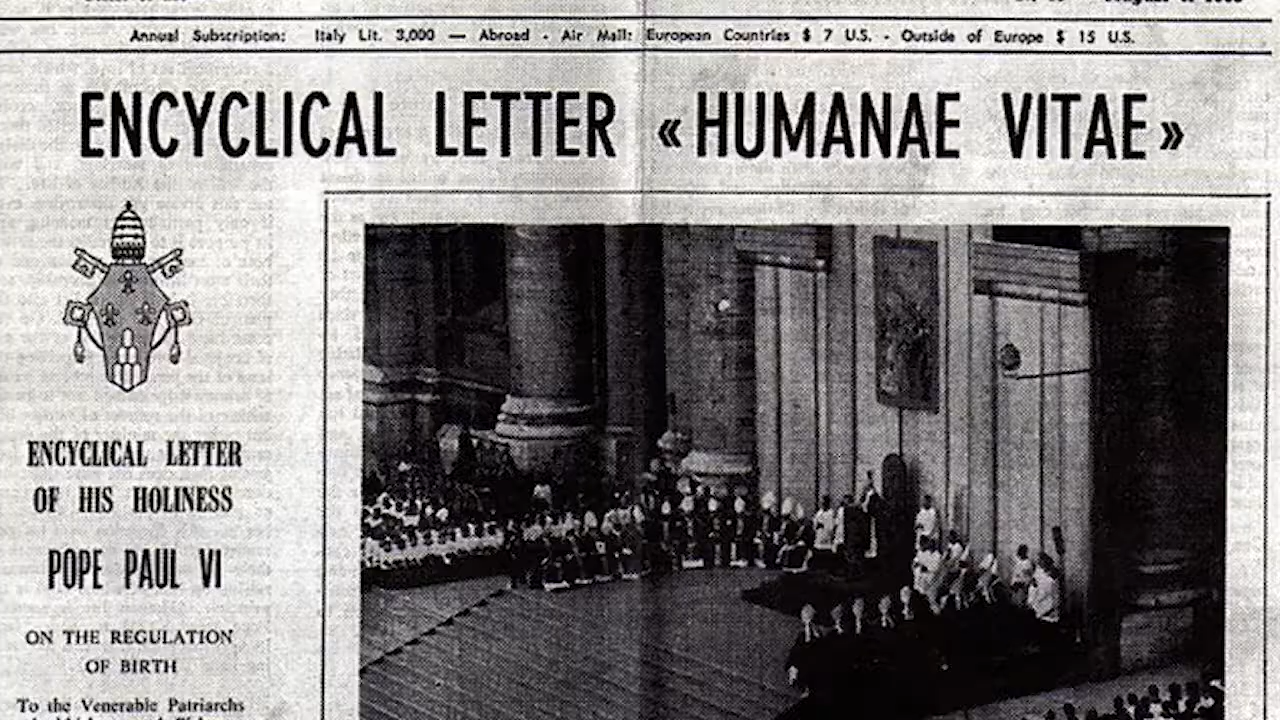 Annual Subscription: Italy Lit. 3,000 — Abroad - Air Mail: European Countries $ 7 U.S. - Outside of Europe $ 15 U.S.
ENCYCLICAL LETTER «HUMANAE VITAE»
ENCYCLICAL LETTER
OF HIS HOLINESS
POPE PAUL VI
ON THE REGULATION
OF BIRTH
To the Venerable Patriarchs